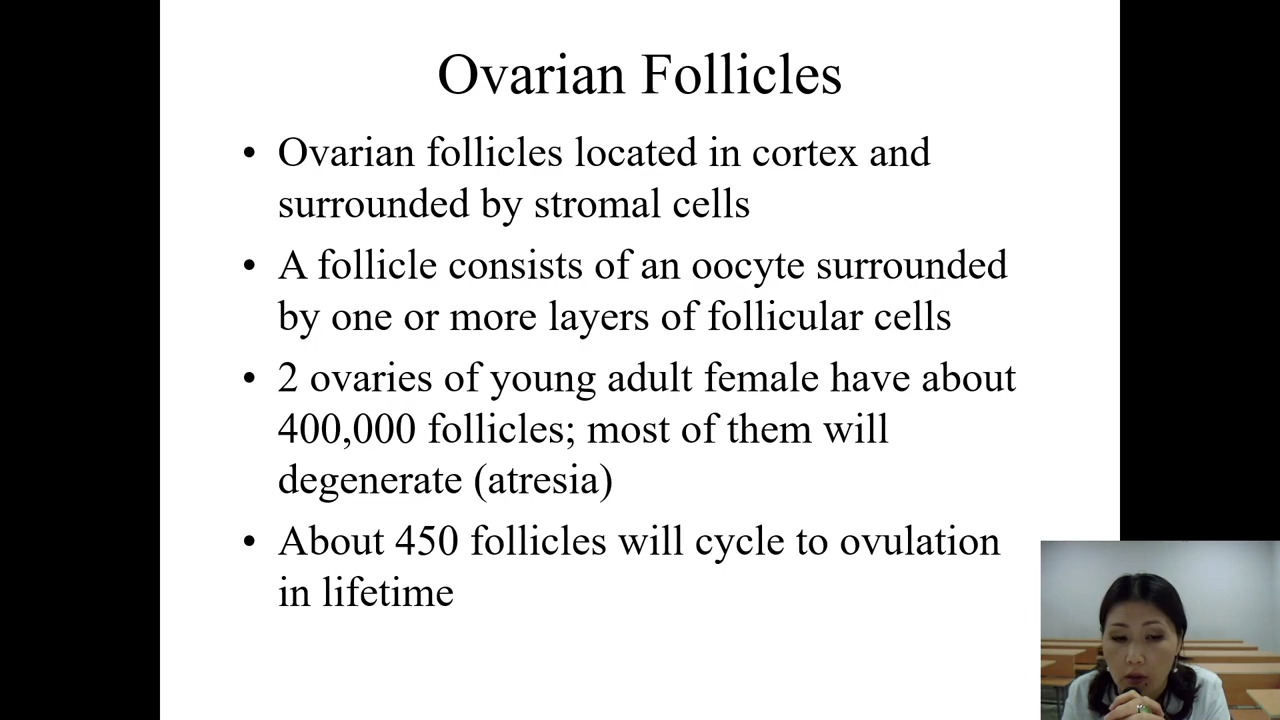 Ovarian Follicles
• Ovarian follicles located in cortex and
surrounded by stromal cells
• A follicle consists of an oocyte surrounded
by one or more layers of follicular cells
• 2 ovaries of young adult female have about
400,000 follicles; most of them will
degenerate (atresia)
• About 450 follicles will cycle to ovulation
in lifetime